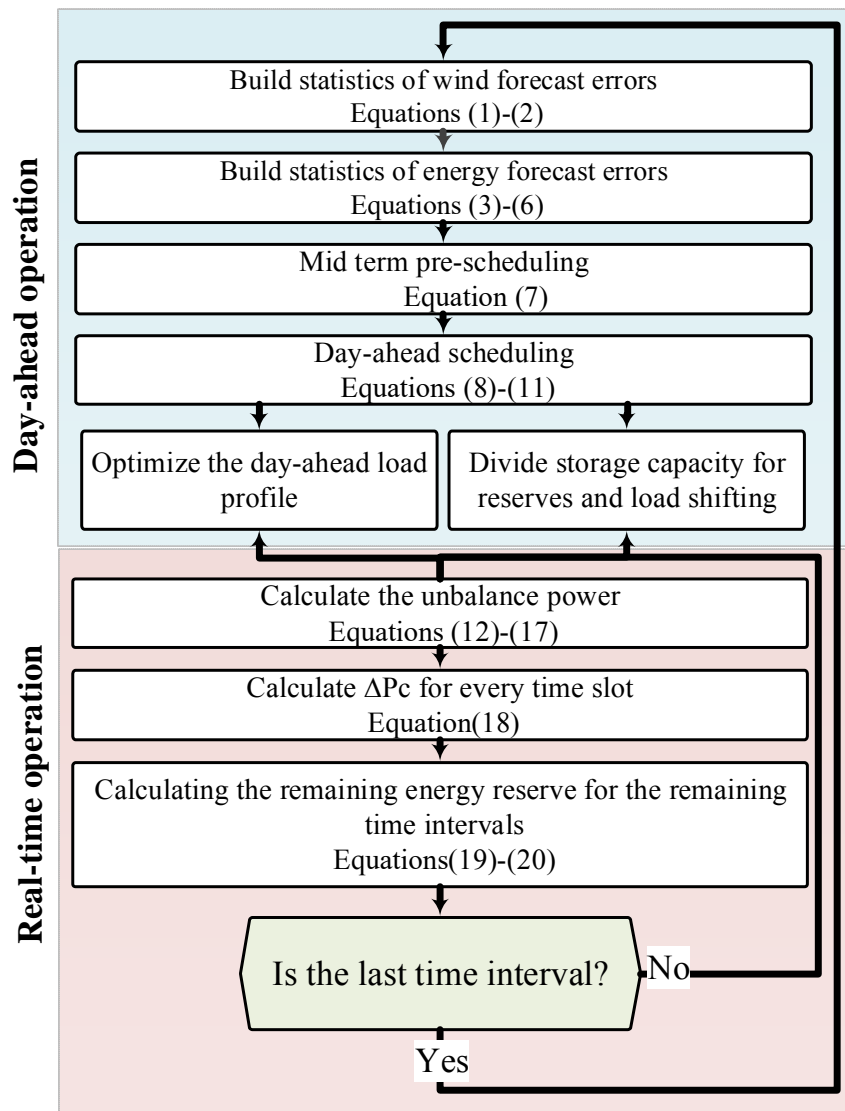 Day-ahead operation
Build statistics of wind forecast errors
Equations (1)-(2)
Build statistics of energy forecast errors
Equations (3)-(6)
Mid term pre-scheduling
Equation (7)
Day-ahead scheduling
Equations (8)-(11)
Optimize the day-ahead load
profile
Divide storage capacity for
reserves and load shifting
Real-time operation
Calculate the unbalance power
Equations (12)-(17)
Calculate ΔPc for every time slot
Equation(18)
Calculating the remaining energy reserve for the remaining
time intervals
Equations(19)-(20)
Is the last time interval?
No
Yes